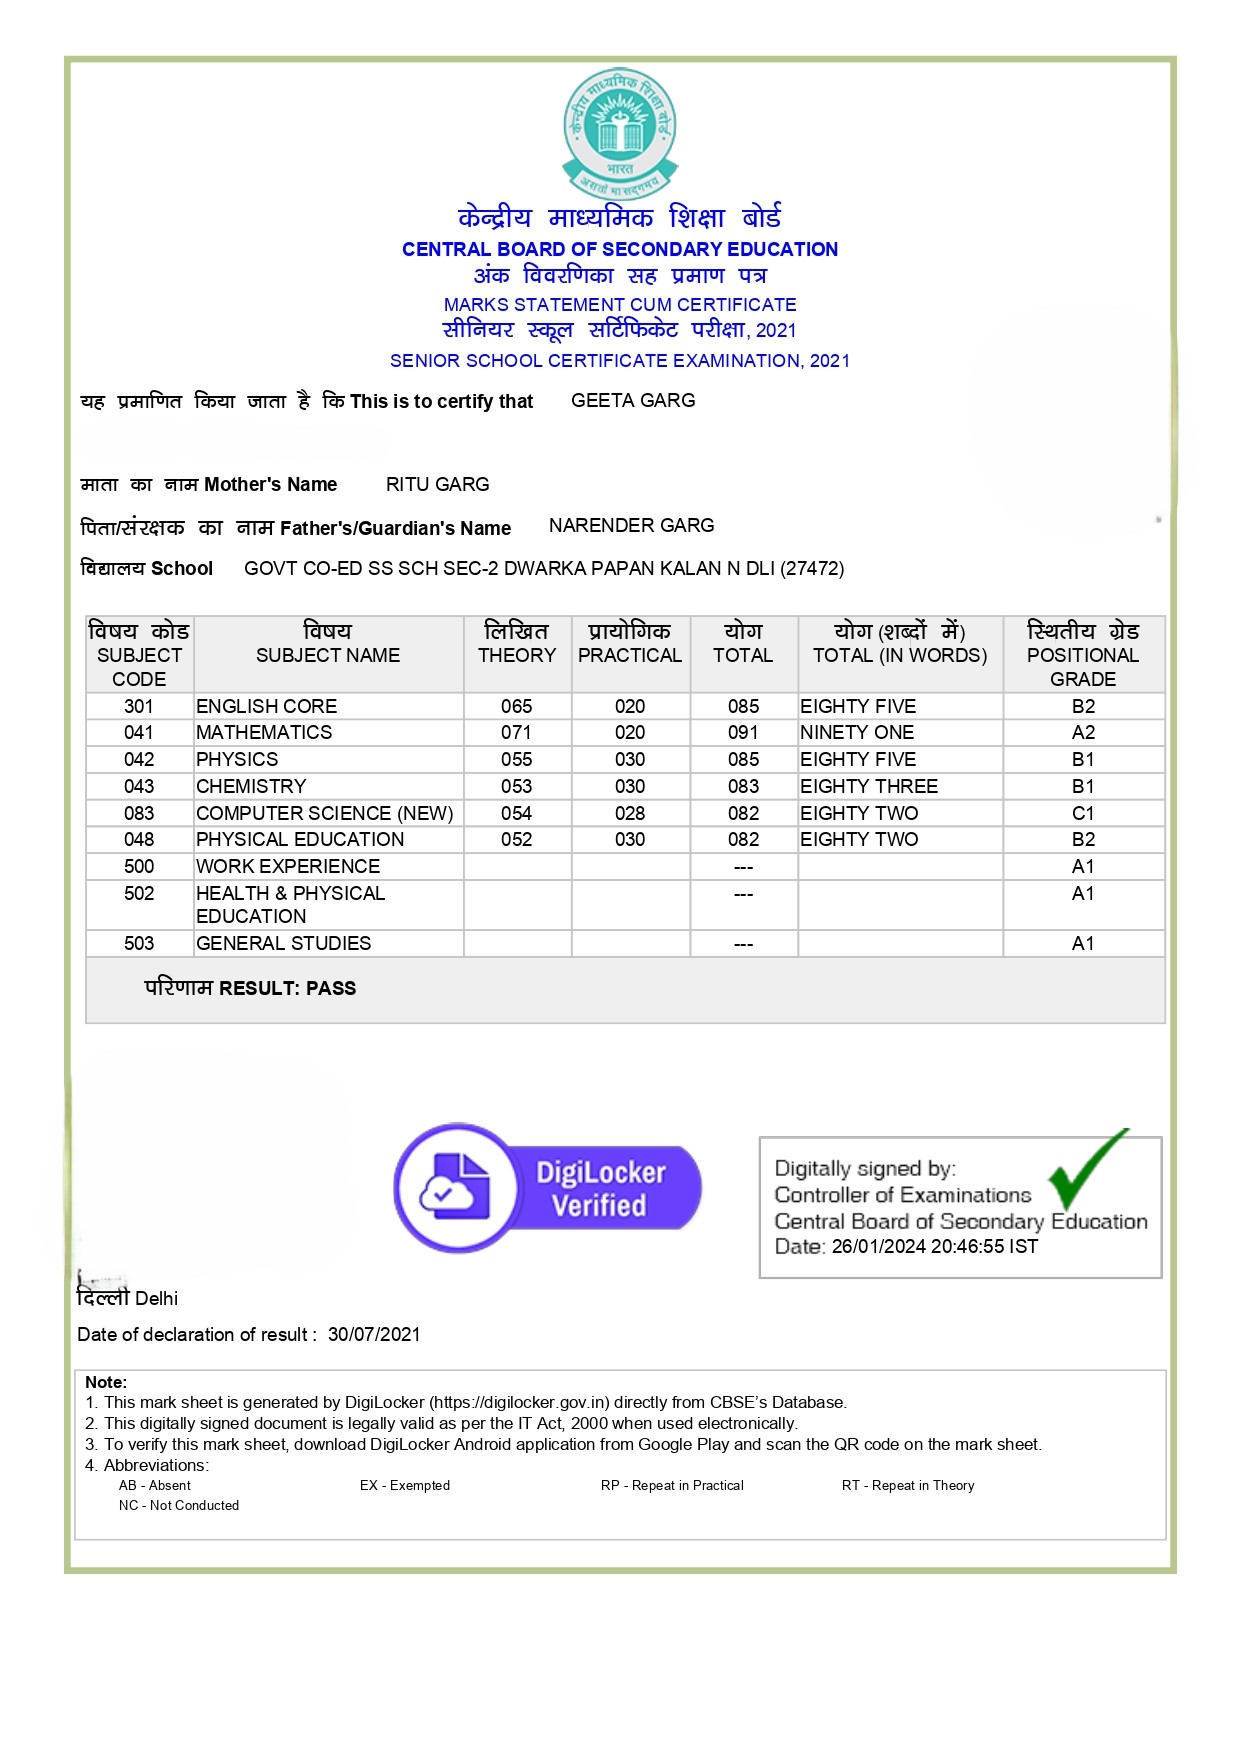 केन्द्रीय माध्यमिक शिक्षा बोर्ड
भारत
असतो मा सद्गमय
केन्द्रीय माध्यमिक शिक्षा बोर्ड
CENTRAL BOARD OF SECONDARY EDUCATION
अंक विवरणिका सह प्रमाण पत्र
MARKS STATEMENT CUM CERTIFICATE
सीनियर स्कूल सर्टिफिकेट परीक्षा, 2021
SENIOR SCHOOL CERTIFICATE EXAMINATION, 2021
यह प्रमाणित किया जाता है कि This is to certify that GEETA GARG
माता का नाम Mother's Name RITU GARG
पिता/संरक्षक का नाम Father's/Guardian's Name NARENDER GARG
विद्यालय School GOVT CO-ED SS SCH SEC-2 DWARKA PAPAN KALAN N DLI (27472)
विषय कोड विषय लिखित प्रायोगिक योग योग (शब्दों में) स्थितीय ग्रेड
SUBJECT SUBJECT NAME THEORY PRACTICAL TOTAL TOTAL (IN WORDS) POSITIONAL
CODE GRADE
301 ENGLISH CORE 065 020 085 EIGHTY FIVE B2
041 MATHEMATICS 071 020 091 NINETY ONE A2
042 PHYSICS 055 030 085 EIGHTY FIVE B1
043 CHEMISTRY 053 030 083 EIGHTY THREE B1
083 COMPUTER SCIENCE (NEW) 054 028 082 EIGHTY TWO C1
048 PHYSICAL EDUCATION 052 030 082 EIGHTY TWO B2
500 WORK EXPERIENCE --- A1
502 HEALTH & PHYSICAL --- A1
EDUCATION
503 GENERAL STUDIES --- A1
परिणाम RESULT: PASS
DigiLocker
Verified
Digitally signed by:
Controller of Examinations
Central Board of Secondary Education
Date: 26/01/2024 20:46:55 IST
दिल्ली Delhi
Date of declaration of result : 30/07/2021
Note:
1. This mark sheet is generated by DigiLocker (https://digilocker.gov.in) directly from CBSE’s Database.
2. This digitally signed document is legally valid as per the IT Act, 2000 when used electronically.
3. To verify this mark sheet, download DigiLocker Android application from Google Play and scan the QR code on the mark sheet.
4. Abbreviations:
AB - Absent EX - Exempted RP - Repeat in Practical RT - Repeat in Theory
NC - Not Conducted